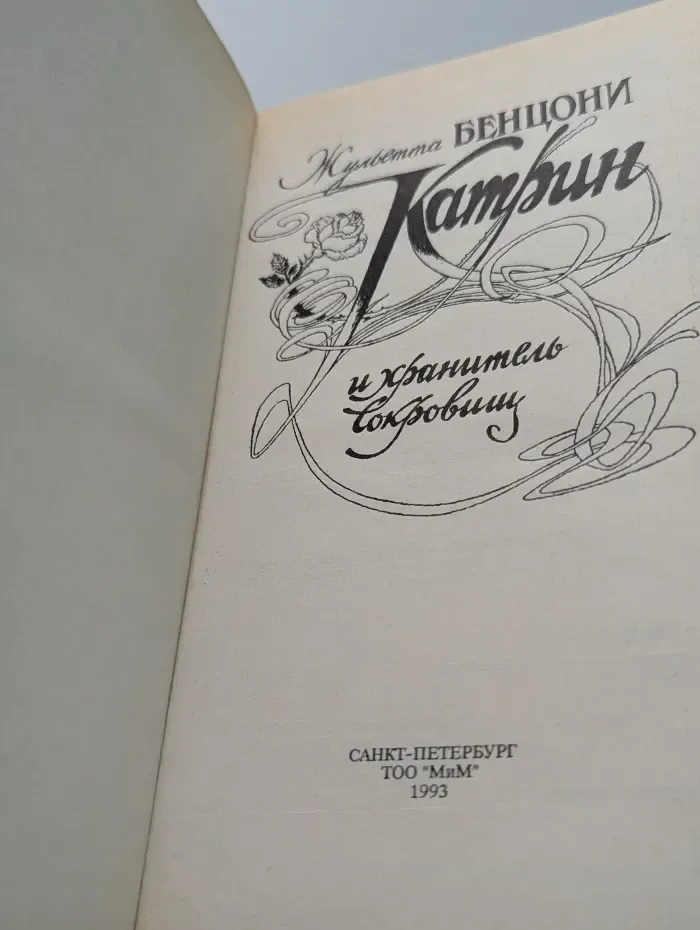 Жульетта БЕНЦОНИ
Катрин
и хранитель
сокровищ
САНКТ-ПЕТЕРБУРГ
ТОО "МиМ"
1993